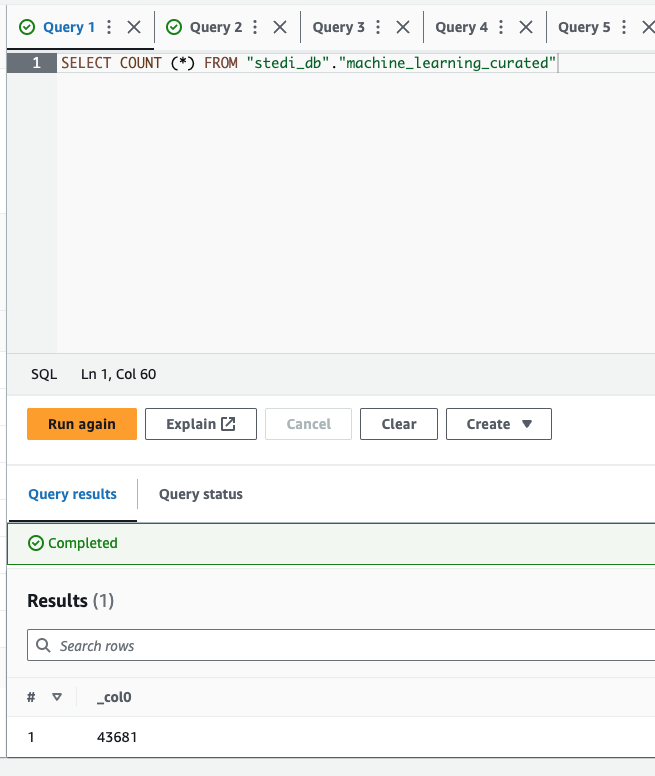 Query 1 Query 2 Query 3 Query 4 Query 5
1 SELECT COUNT (*) FROM "stedi_db"."machine_learning_curated"
SQL Ln 1, Col 60
Run again Explain Cancel Clear Create
Query results Query status
Completed
Results (1)
Search rows
# _col0
1 43681